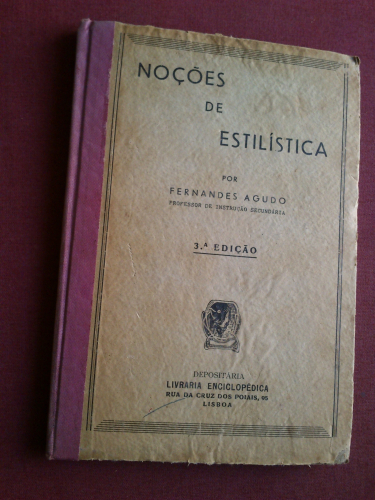 NOÇÕES
DE
ESTILÍSTICA
POR
FERNANDES AGUDO
PROFESSOR DE INSTRUÇÃO SECUNDÁRIA
3.ª EDIÇÃO
DEPOSITÁRIA
LIVRARIA ENCICLOPÉDICA
RUA DA CRUZ DOS POIAIS, 95
LISBOA